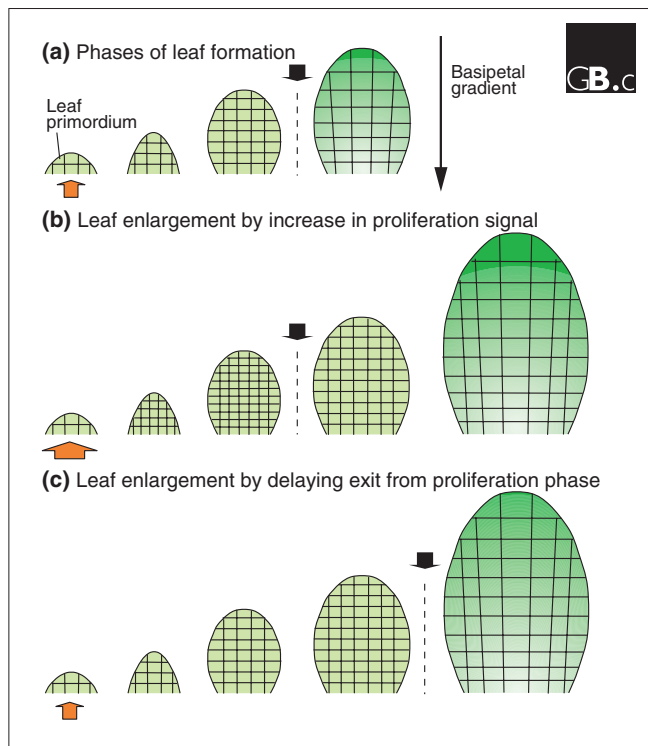 (a) Phases of leaf formation
Leaf
primordium
Basipetal
gradient
GB.c
(b) Leaf enlargement by increase in proliferation signal
(c) Leaf enlargement by delaying exit from proliferation phase